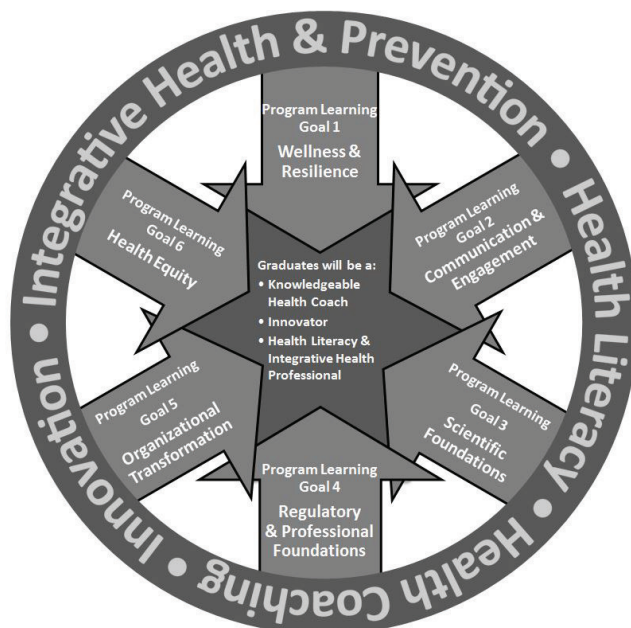 Integrative Health & Prevention • Health Literacy • Health Coaching • Innovation •
Program Learning
Goal 1
Wellness &
Resilience
Program Learning
Goal 2
Communication &
Engagement
Program Learning
Goal 3
Scientific
Foundations
Program Learning
Goal 4
Regulatory
& Professional
Foundations
Program Learning
Goal 5
Organizational
Transformation
Program Learning
Goal 6
Health Equity
Graduates will be a:
• Knowledgeable
Health Coach
• Innovator
• Health Literacy &
Integrative Health
Professional